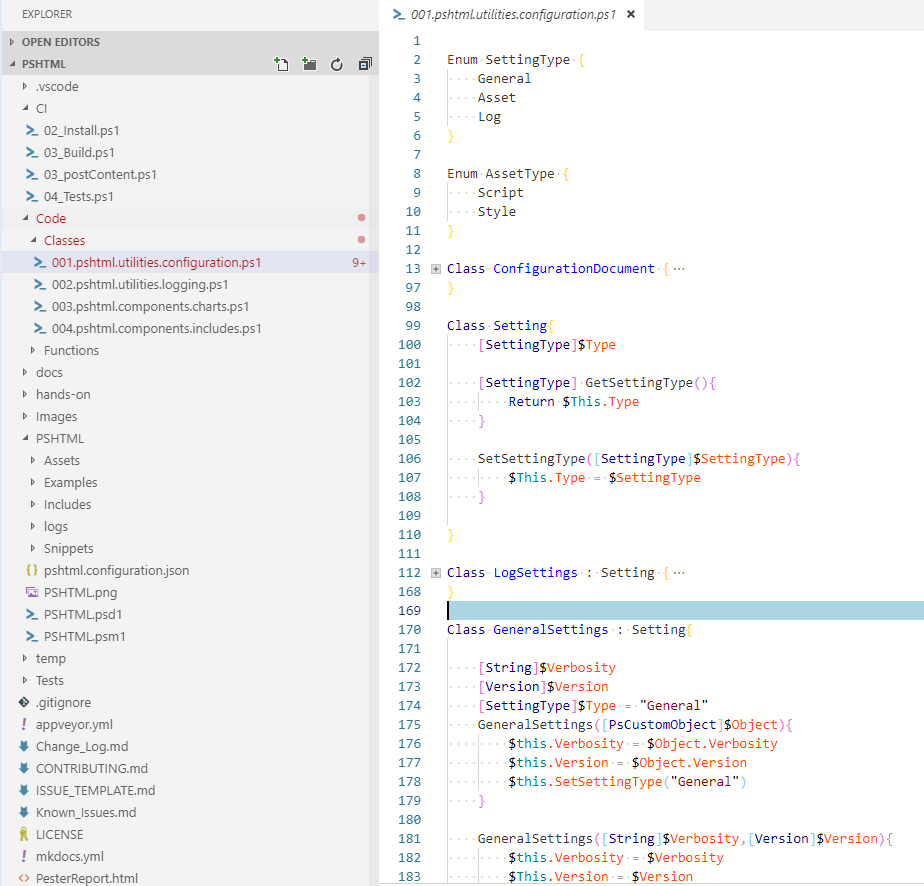 EXPLORER
OPEN EDITORS
PSHTML
.vscode
CI
02_Install.ps1
03_Build.ps1
03_postContent.ps1
04_Tests.ps1
Code
Classes
001.pshtml.utilities.configuration.ps1 9+
002.pshtml.utilities.logging.ps1
003.pshtml.components.charts.ps1
004.pshtml.components.includes.ps1
Functions
docs
hands-on
Images
PSHTML
Assets
Examples
Includes
logs
Snippets
pshtml.configuration.json
PSHTML.png
PSHTML.psd1
PSHTML.psm1
temp
Tests
.gitignore
appveyor.yml
Change_Log.md
CONTRIBUTING.md
ISSUE_TEMPLATE.md
Known_Issues.md
LICENSE
mkdocs.yml
PesterReport.html
001.pshtml.utilities.configuration.ps1
1
2 Enum SettingType {
3 General
4 Asset
5 Log
6 }
7
8 Enum AssetType {
9 Script
10 Style
11 }
12
13 Class ConfigurationDocument { ...
97 }
98
99 Class Setting{
100 [SettingType]$Type
101
102 [SettingType] GetSettingType(){
103 Return $This.Type
104 }
105
106 SetSettingType([SettingType]$SettingType){
107 $This.Type = $SettingType
108 }
109
110 }
111
112 Class LogSettings : Setting { ...
168 }
169
170 Class GeneralSettings : Setting{
171
172 [String]$Verbosity
173 [Version]$Version
174 [SettingType]$Type = "General"
175 GeneralSettings([PsCustomObject]$Object){
176 $this.Verbosity = $Object.Verbosity
177 $this.Version = $Object.Version
178 $this.SetSettingType("General")
179 }
180
181 GeneralSettings([String]$Verbosity,[Version]$Version){
182 $this.Verbosity = $Verbosity
183 $This.Version = $Version